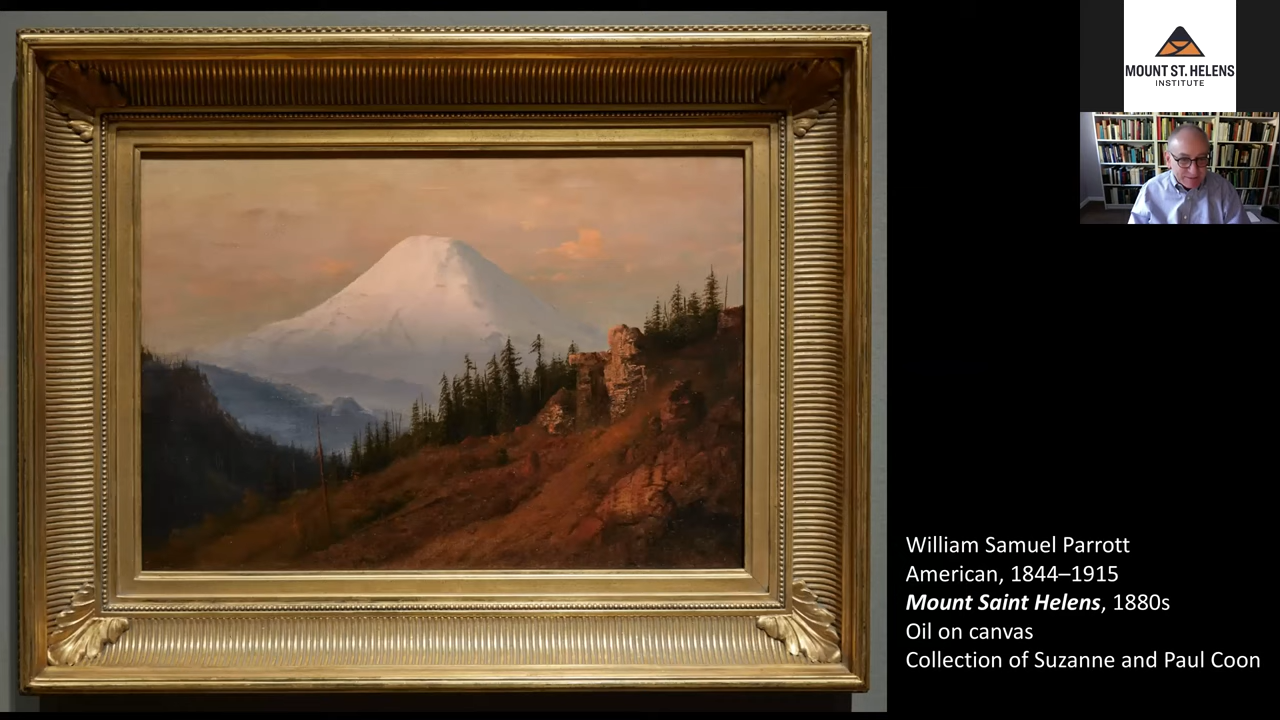 MOUNT ST. HELENS
INSTITUTE
William Samuel Parrott
American, 1844–1915
Mount Saint Helens, 1880s
Oil on canvas
Collection of Suzanne and Paul Coon